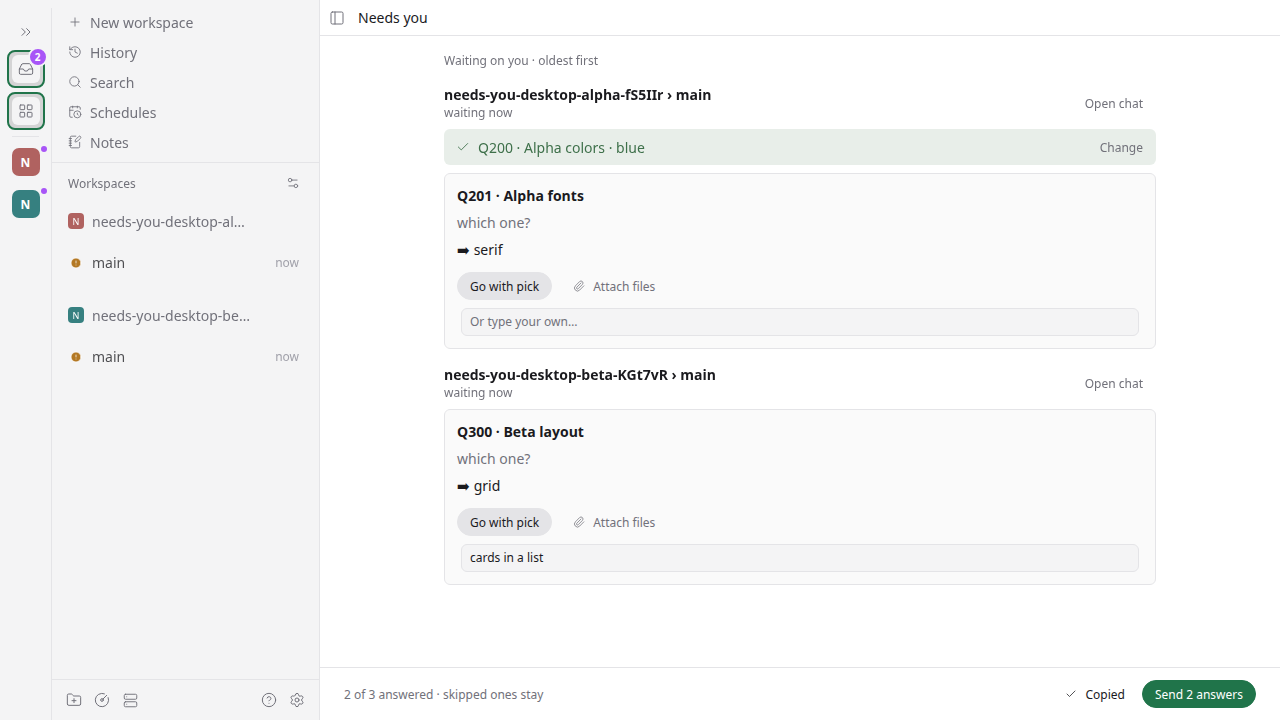 2
N
N
New workspace
History
Search
Schedules
Notes
Workspaces
N needs-you-desktop-al...
main now
N needs-you-desktop-be...
main now
Needs you
Waiting on you · oldest first
needs-you-desktop-alpha-fS5IIr › main
waiting now
Open chat
Q200 · Alpha colors · blue Change
Q201 · Alpha fonts
which one?
➡ serif
Go with pick Attach files
Or type your own...
needs-you-desktop-beta-KGt7vR › main
waiting now
Open chat
Q300 · Beta layout
which one?
➡ grid
Go with pick Attach files
cards in a list
2 of 3 answered · skipped ones stay Copied Send 2 answers